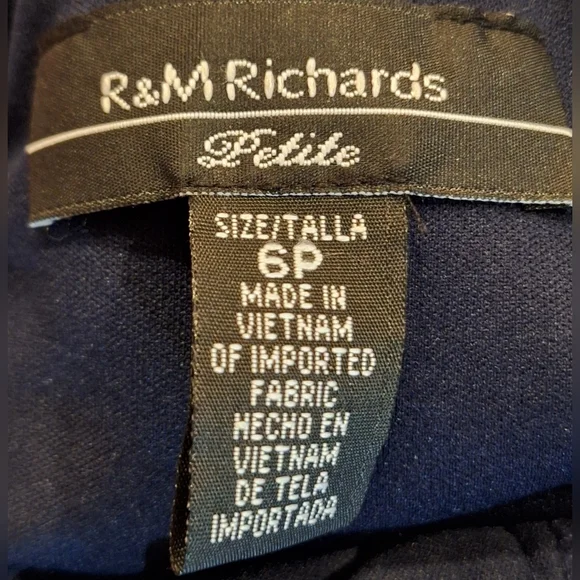 R&M Richards
Petite
SIZE/TALLA
6P
MADE IN
VIETNAM
OF IMPORTED
FABRIC
HECHO EN
VIETNAM
DE TELA
IMPORTADA